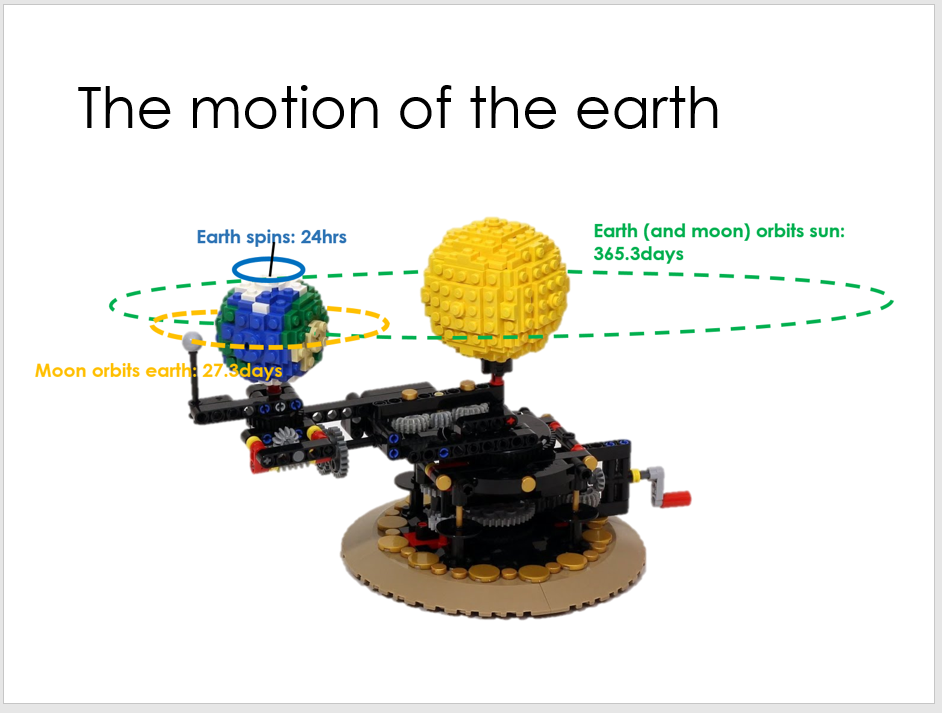 The motion of the earth
Earth spins: 24hrs
Earth (and moon) orbits sun:
365.3days
Moon orbits earth: 27.3days